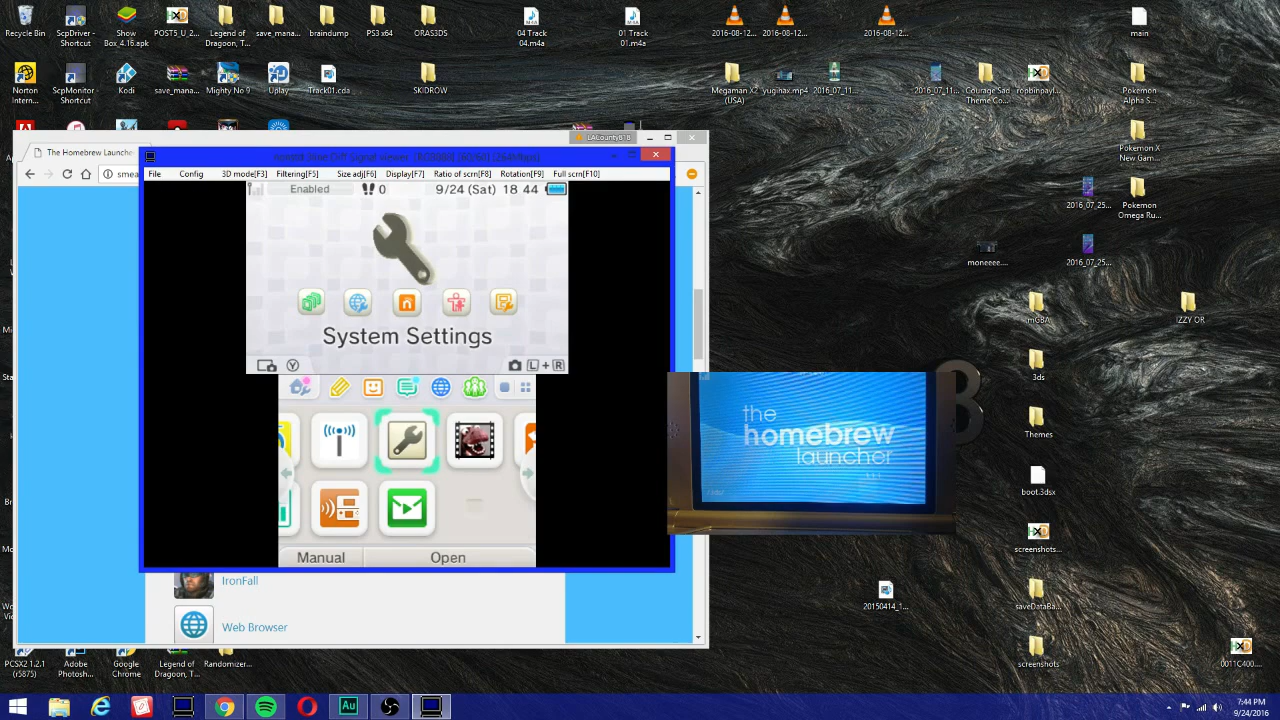 Recycle Bin
ScpDriver -
Shortcut
Show
Box_4.16.apk
POST5_U_2...
Legend of
Dragoon, T...
save_mana...
braindump
PS3 x64
ORAS3DS
04 Track
04.m4a
01 Track
01.m4a
2016-08-12...
2016-08-12...
2016-08-12...
main
Norton
Intern...
ScpMonitor -
Shortcut
Kodi
save_mana...
Mighty No 9
Uplay
Track01.cda
SKIDROW
Megaman X2
(USA)
yuginax.mp4
2016_07_11...
2016_07_11...
Courage Sad
Theme Co...
ropbinpayl...
Pokemon
Alpha S...
Pokemon X
New Gam...
2016_07_25...
Pokemon
Omega Ru...
moneeee....
2016_07_25...
mGBA
IZZY OR
3ds
Themes
boot.3dsx
screenshots...
saveDataBa...
screenshots
20150414_1...
0011C400....
LACounty818
The Homebrew Launche
smea
File
Config
3D mode[F3]
Filtering[F5]
Size adj[F6]
Display[F7]
Ratio of scrn[F8]
Rotation[F9]
Full scrn[F10]
Enabled
0
9/24 (Sat) 18 44
System Settings
Y
L + R
Manual
Open
the
homebrew
launcher
IronFall
Web Browser
PCSX2 1.2.1
(r5875)
Adobe
Photosh...
Google
Chrome
Legend of
Dragoon, T...
Randomizer...
Au
7:44 PM
9/24/2016